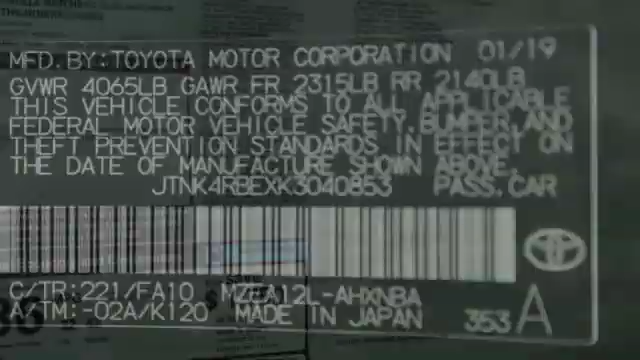 MFD. BY: TOYOTA MOTOR CORPORATION 01/19
GVWR 4065LB GAWR FR 2315LB RR 2140LB
THIS VEHICLE CONFORMS TO ALL APPLICABLE
FEDERAL MOTOR VEHICLE SAFETY, BUMPER, AND
THEFT PREVENTION STANDARDS IN EFFECT ON
THE DATE OF MANUFACTURE SHOWN ABOVE.
JTNK4RBEXK3040853 PASS. CAR
C/TR: 221/FA10 MZEA12L-AHXNBA
A/TM: -02A/K120 MADE IN JAPAN 353 A